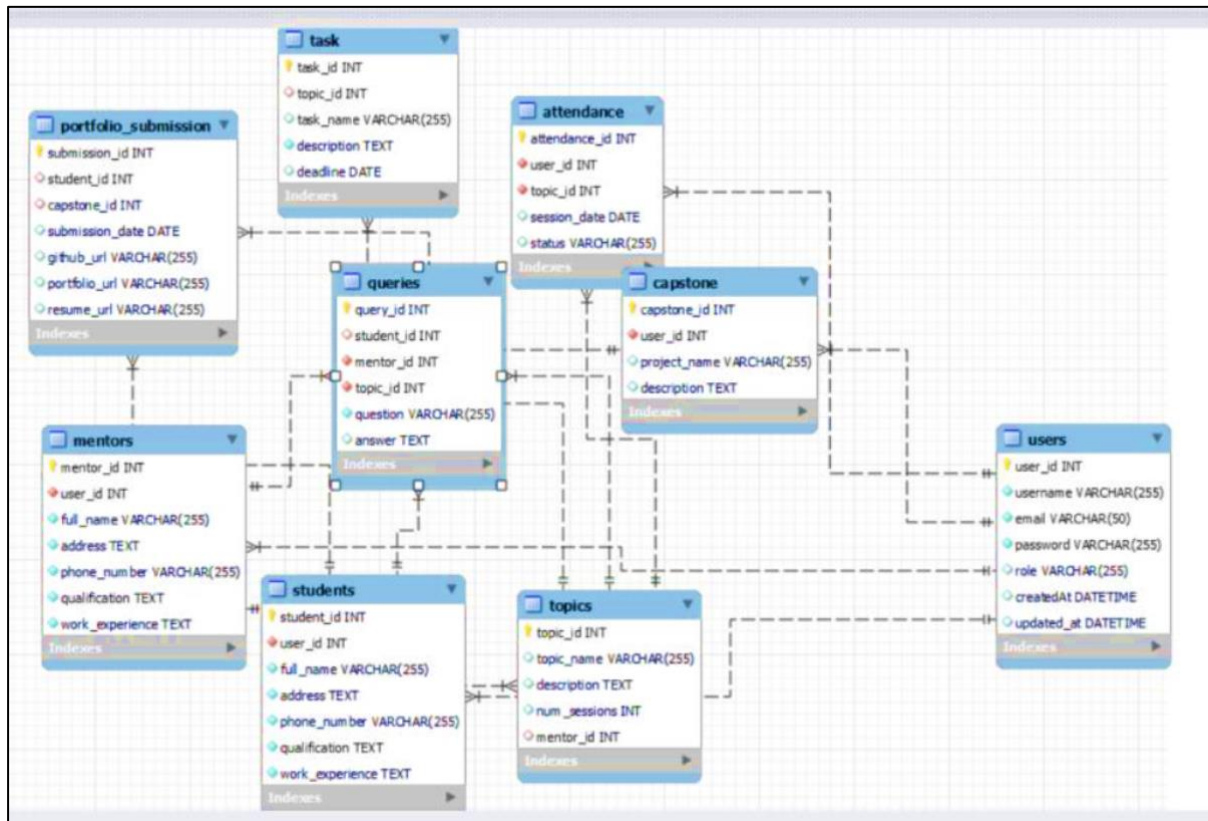 task
task_id INT
topic_id INT
task_name VARCHAR(255)
description TEXT
deadline DATE
Indexes
portfolio_submission
submission_id INT
student_id INT
capstone_id INT
submission_date DATE
github_url VARCHAR(255)
portfolio_url VARCHAR(255)
resume_url VARCHAR(255)
Indexes
attendance
attendance_id INT
user_id INT
topic_id INT
session_date DATE
status VARCHAR(255)
Indexes
queries
query_id INT
student_id INT
mentor_id INT
topic_id INT
question VARCHAR(255)
answer TEXT
Indexes
capstone
capstone_id INT
user_id INT
project_name VARCHAR(255)
description TEXT
Indexes
mentors
mentor_id INT
user_id INT
full_name VARCHAR(255)
address TEXT
phone_number VARCHAR(255)
qualification TEXT
work_experience TEXT
Indexes
users
user_id INT
username VARCHAR(255)
email VARCHAR(50)
password VARCHAR(255)
role VARCHAR(255)
createdAt DATETIME
updated_at DATETIME
Indexes
students
student_id INT
user_id INT
full_name VARCHAR(255)
address TEXT
phone_number VARCHAR(255)
qualification TEXT
work_experience TEXT
Indexes
topics
topic_id INT
topic_name VARCHAR(255)
description TEXT
num_sessions INT
mentor_id INT
Indexes